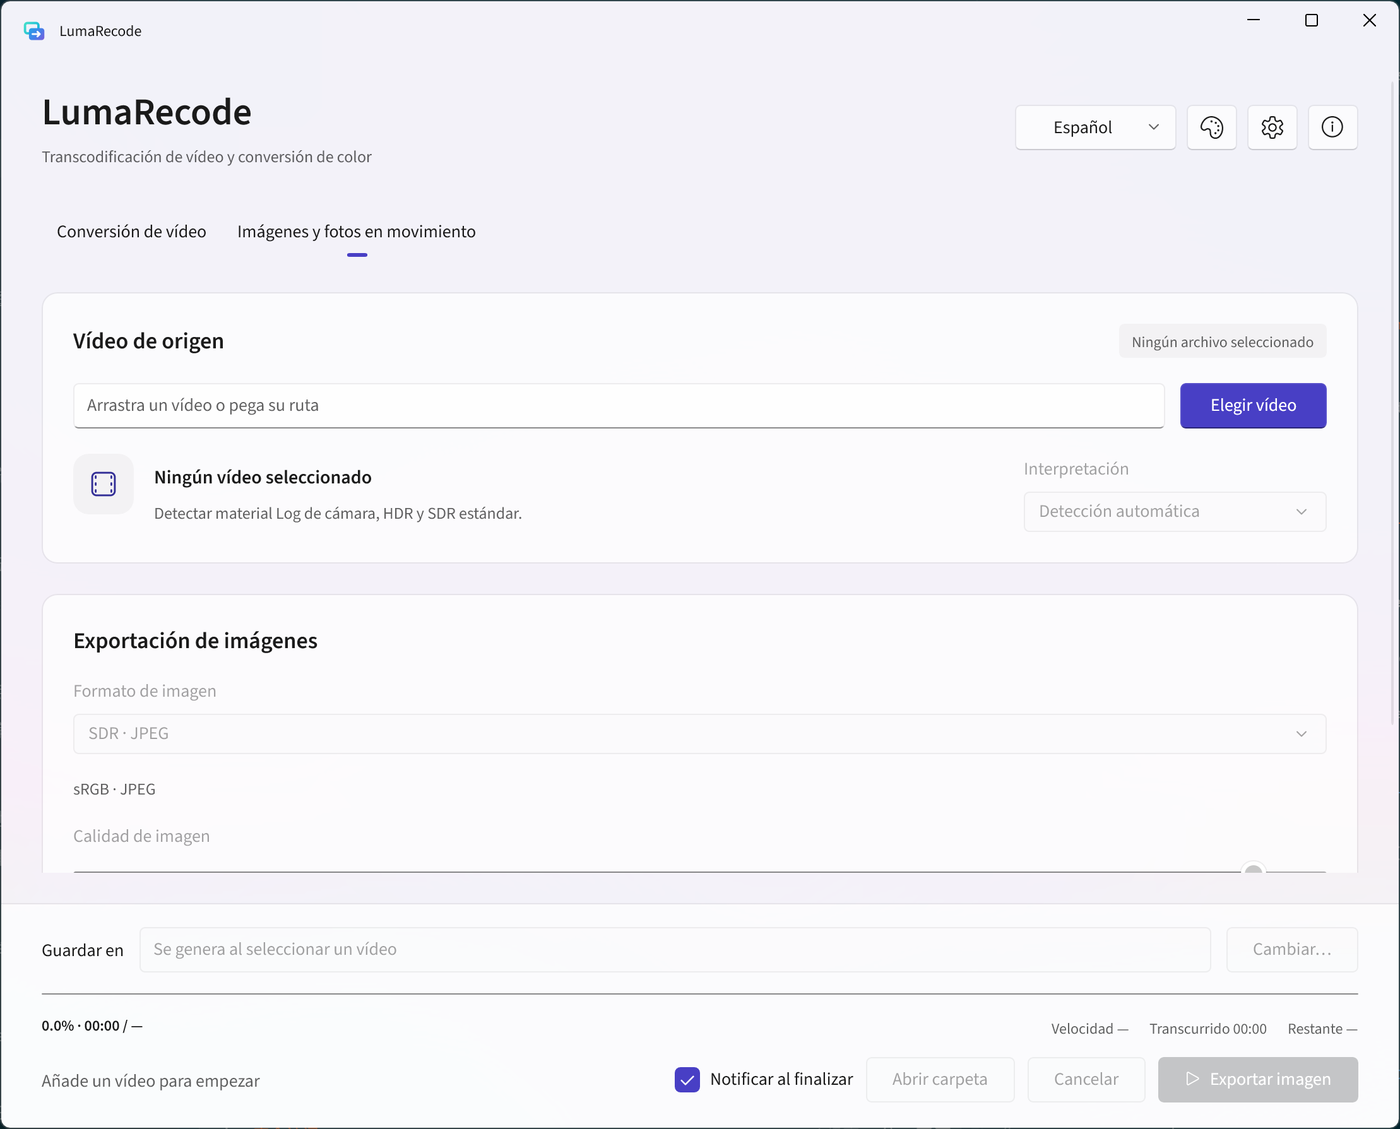 LumaRecode
LumaRecode
Transcodificación de vídeo y conversión de color
Español
Conversión de vídeo
Imágenes y fotos en movimiento
Vídeo de origen
Ningún archivo seleccionado
Arrastra un vídeo o pega su ruta
Elegir vídeo
Ningún vídeo seleccionado
Detectar material Log de cámara, HDR y SDR estándar.
Interpretación
Detección automática
Exportación de imágenes
Formato de imagen
SDR · JPEG
sRGB · JPEG
Calidad de imagen
Guardar en
Se genera al seleccionar un vídeo
Cambiar...
0.0% · 00:00 / —
Velocidad —
Transcurrido 00:00
Restante —
Añade un vídeo para empezar
Notificar al finalizar
Abrir carpeta
Cancelar
Exportar imagen